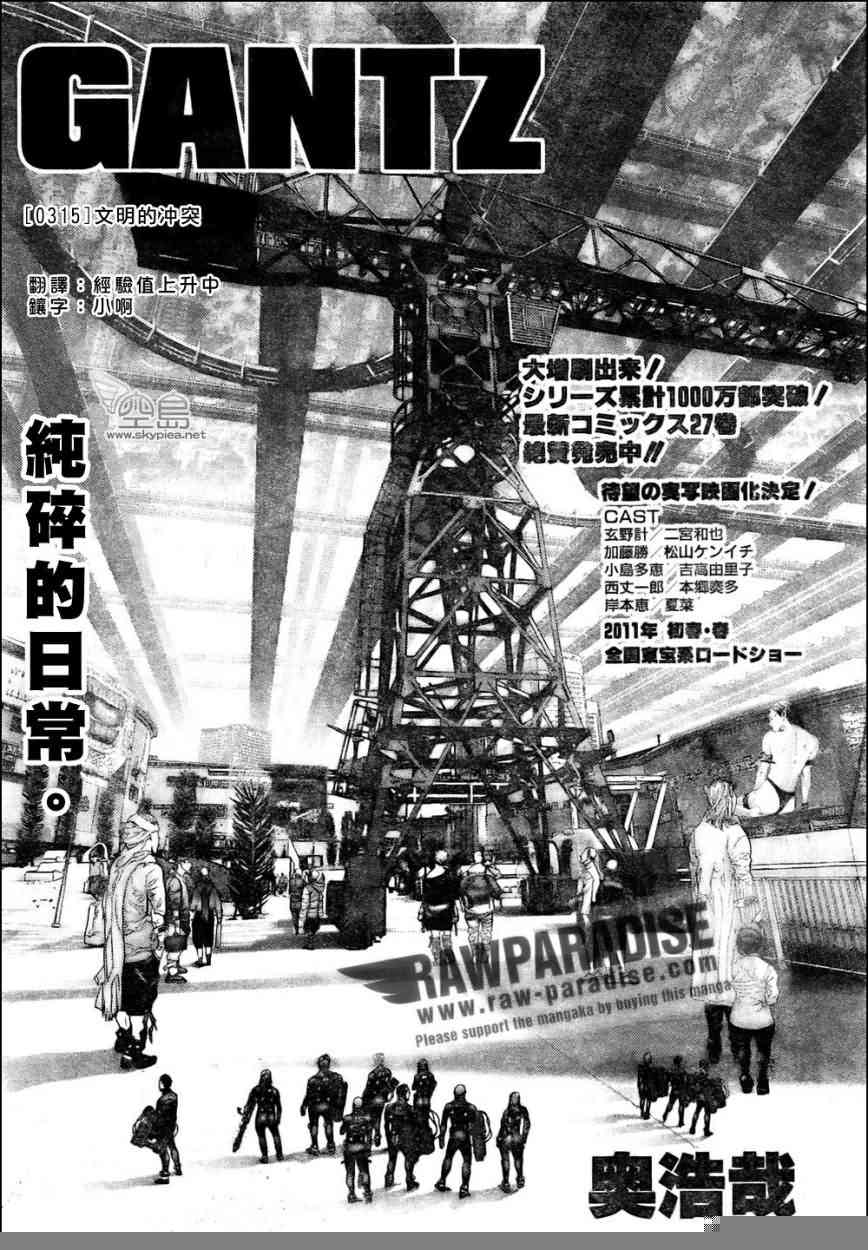 GANTZ
[0315]文明的冲突
翻譯：經驗值上升中
鑲字：小啊
空島
www.skypiea.net
純碎的日常。
大増刷出来!
シリーズ累計1000万部突破!
最新コミックス27巻
絶賛発売中!!
待望の実写映画化決定!
CAST
玄野計／二宮和也
加藤勝／松山ケンイチ
小島多恵／吉高由里子
西丈一郎／本郷奏多
岸本恵／夏菜
2011年 初春・春
全国東宝系ロードショー
RAWPARADISE
www.raw-paradise.com
Please support the mangaka by buying this manga
奥浩哉